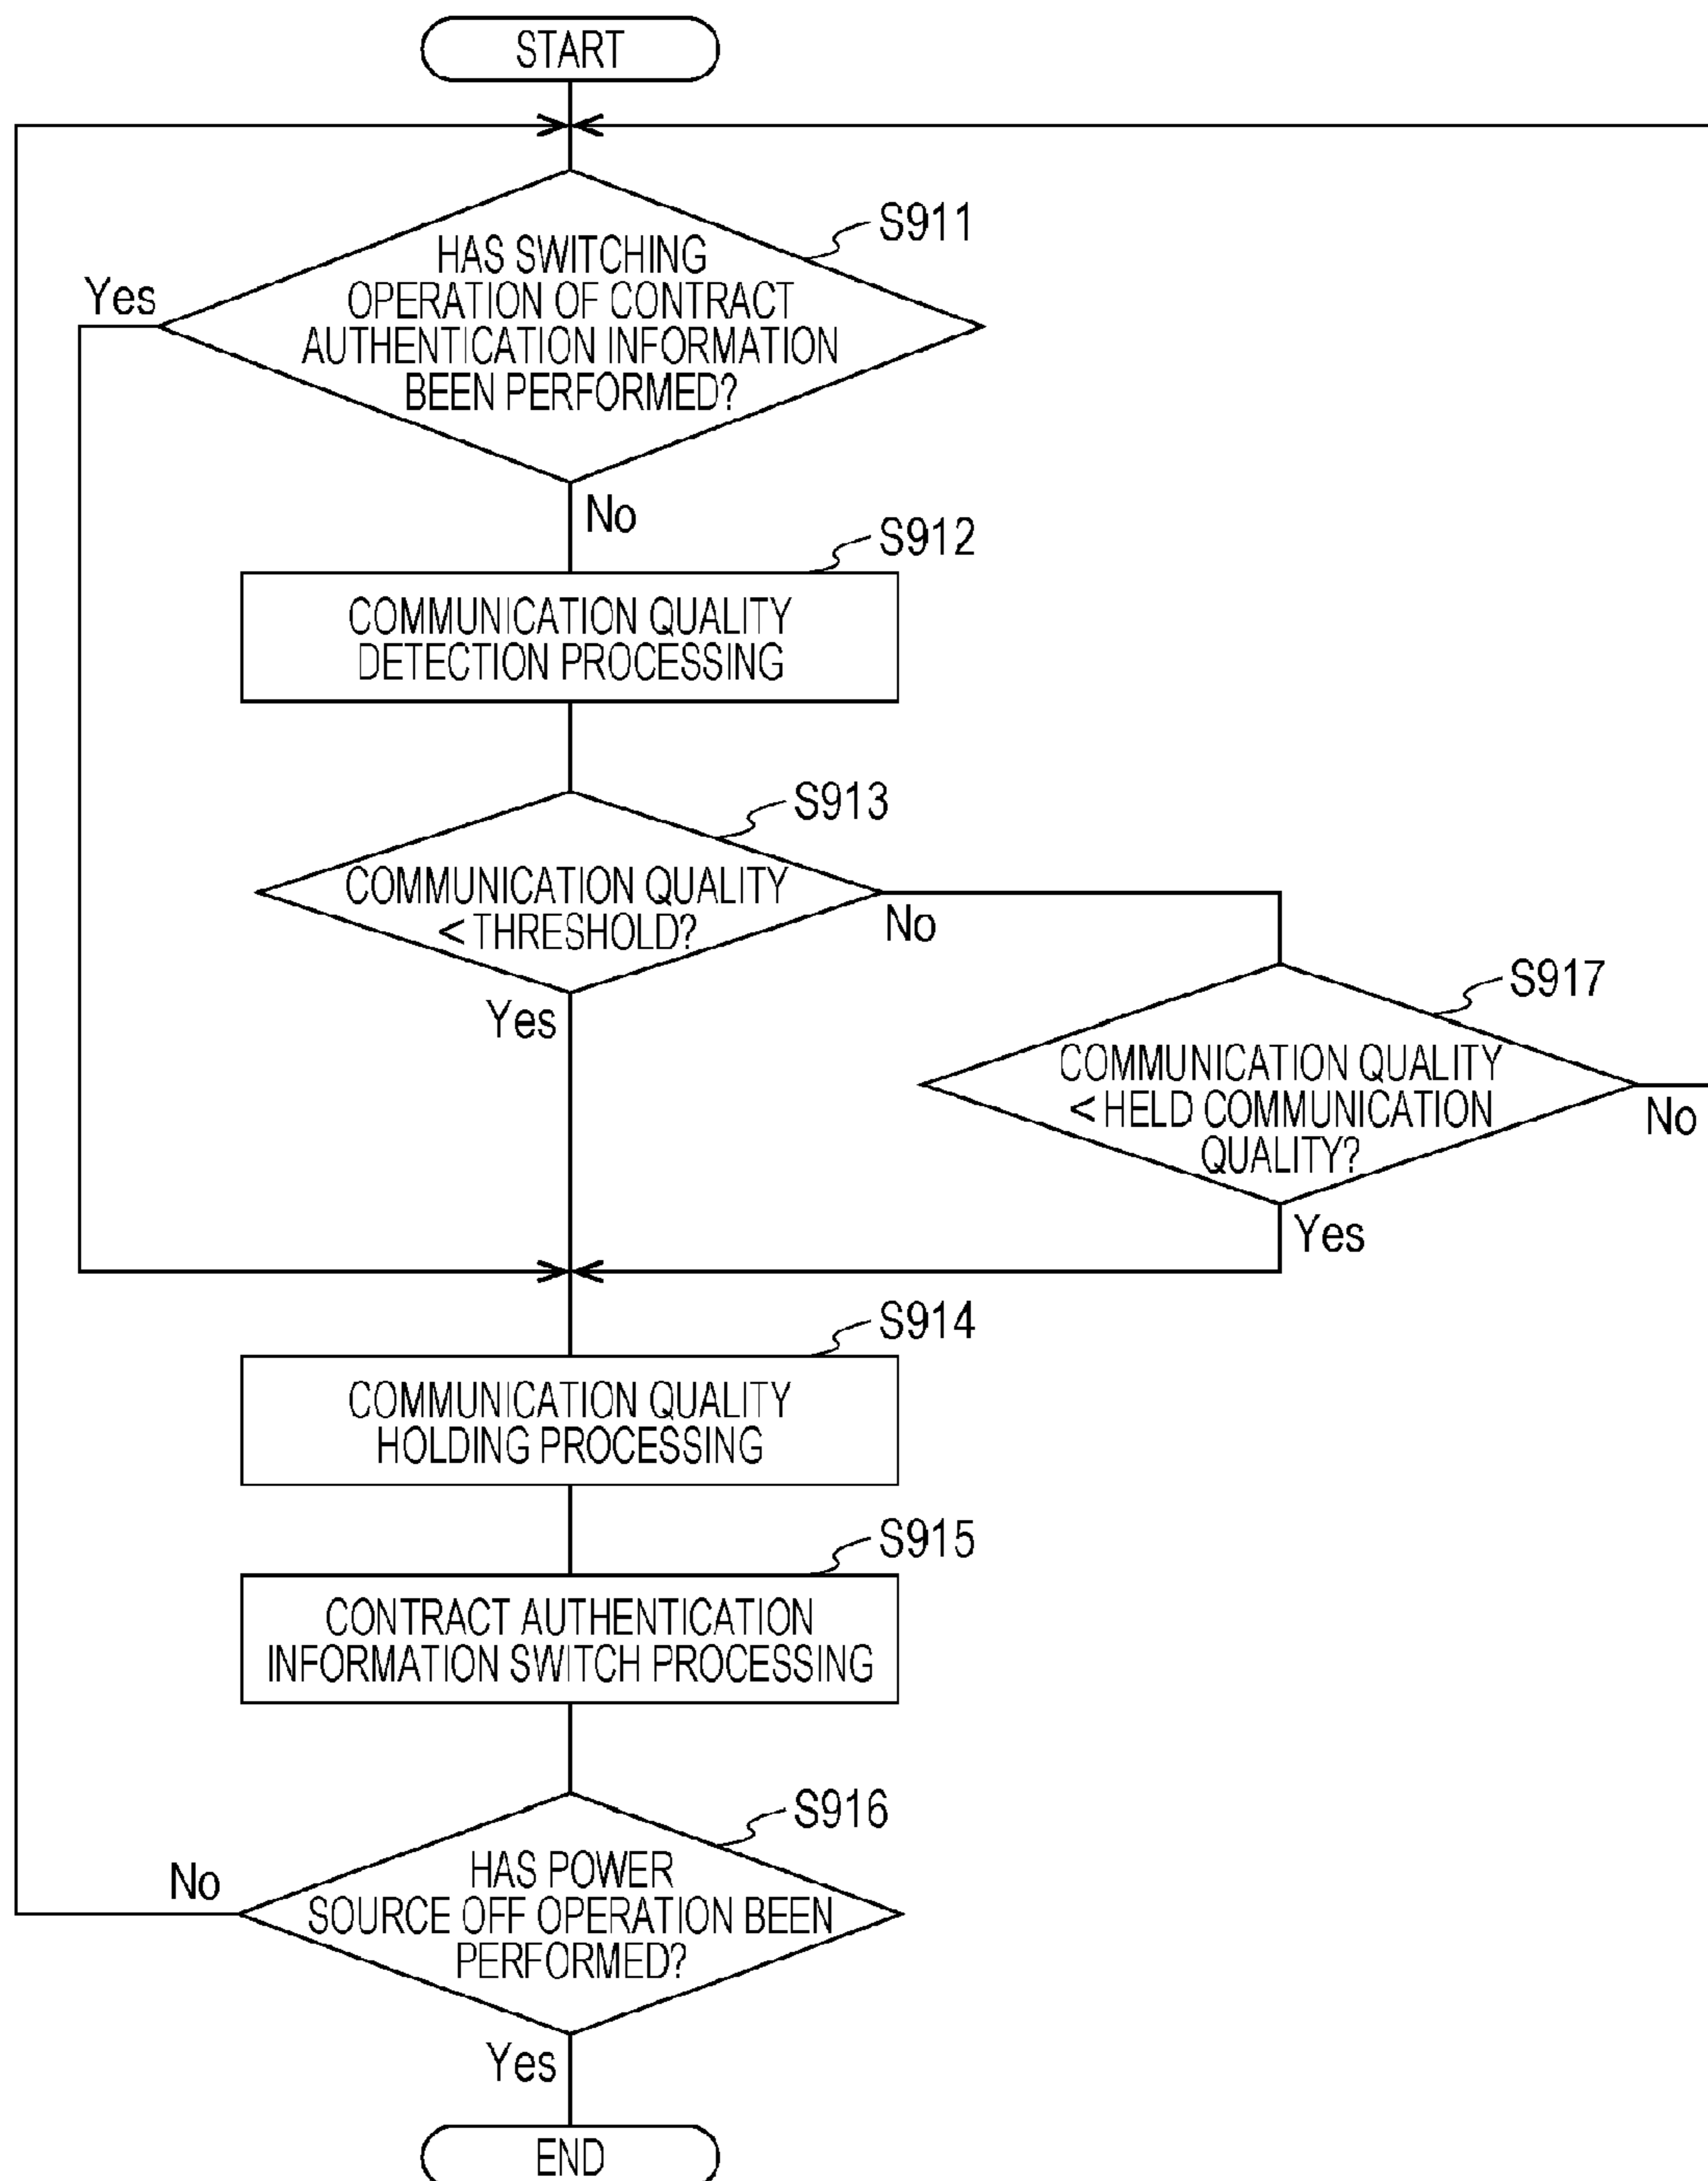 START
S911
HAS SWITCHING
OPERATION OF CONTRACT
AUTHENTICATION INFORMATION
BEEN PERFORMED?
Yes
No
S912
COMMUNICATION QUALITY
DETECTION PROCESSING
S913
COMMUNICATION QUALITY
< THRESHOLD?
No
Yes
S917
COMMUNICATION QUALITY
< HELD COMMUNICATION
QUALITY?
No
Yes
S914
COMMUNICATION QUALITY
HOLDING PROCESSING
S915
CONTRACT AUTHENTICATION
INFORMATION SWITCH PROCESSING
S916
HAS POWER
SOURCE OFF OPERATION BEEN
PERFORMED?
No
Yes
END